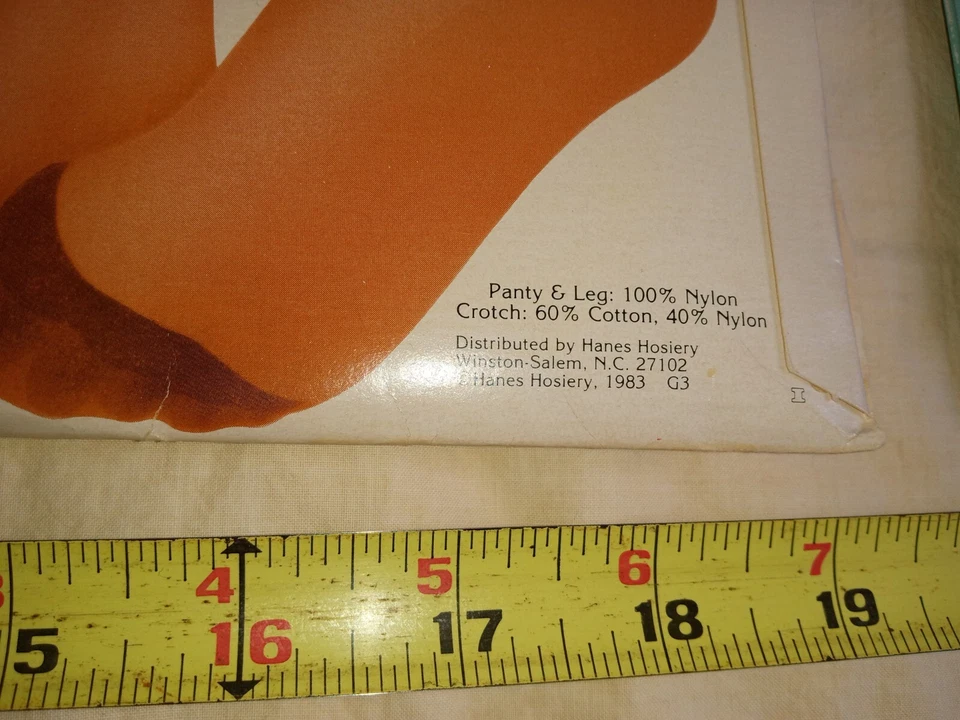 Panty & Leg: 100% Nylon
Crotch: 60% Cotton, 40% Nylon
Distributed by Hanes Hosiery
Winston-Salem, N.C. 27102
©Hanes Hosiery, 1983 G3
3 4 5 6 7
5 16 17 18 19